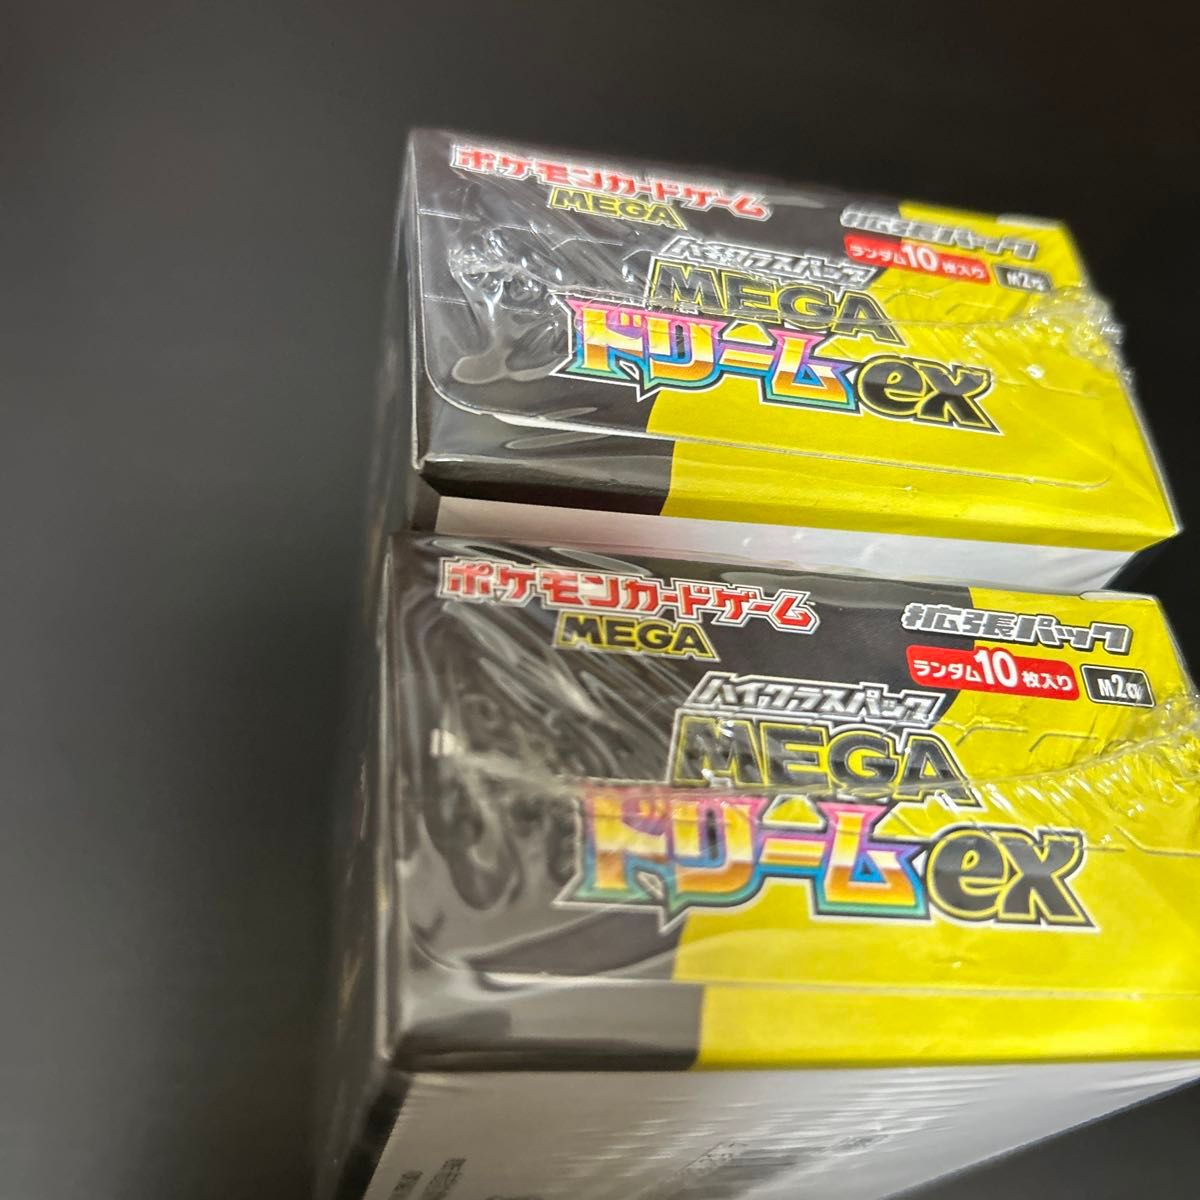 ポケモンカードゲーム
MEGA
拡張パック
ランダム10枚入り
M2a
ハイクラスパック
MEGA
ドリームex
ポケモンカードゲーム
MEGA
拡張パック
ランダム10枚入り
M2a
ハイクラスパック
MEGA
ドリームex